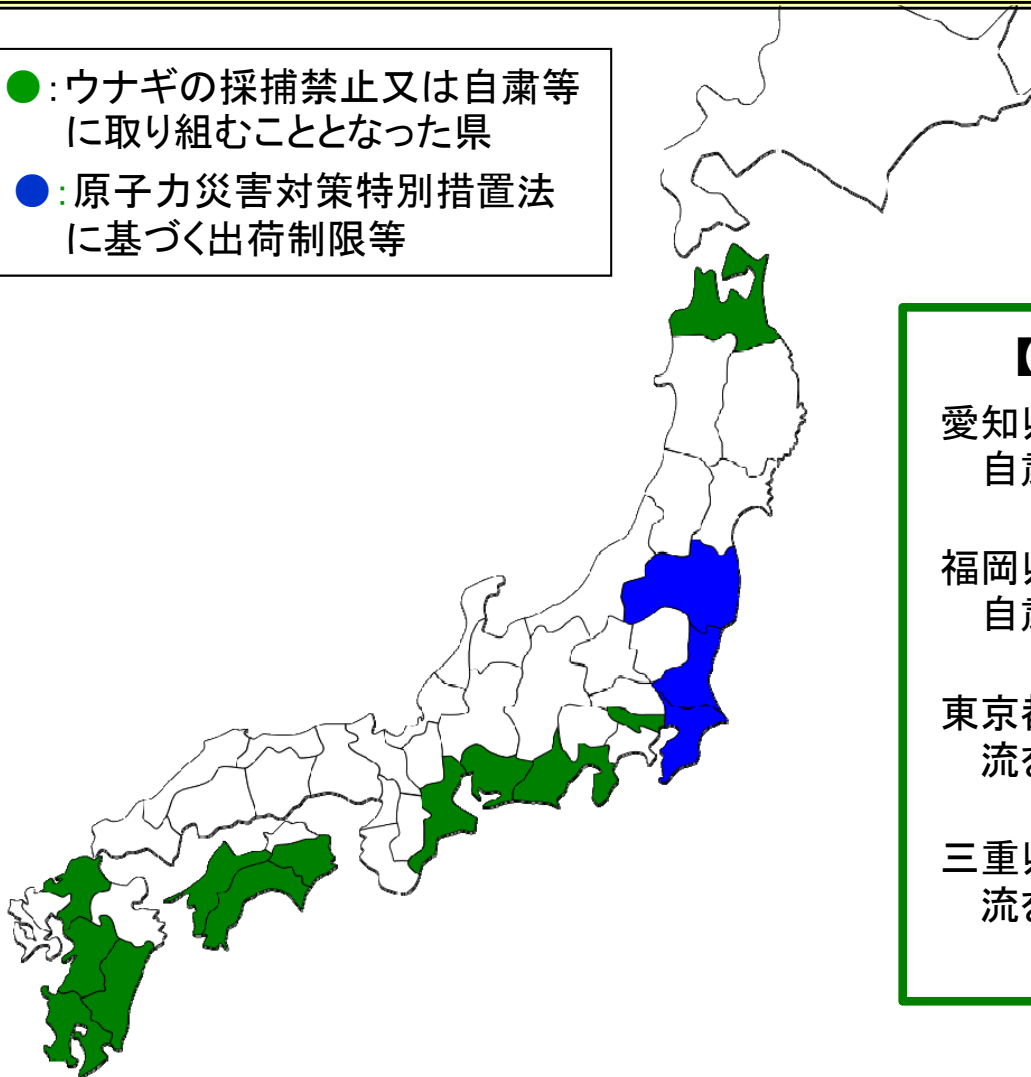 ●:ウナギの採捕禁止又は自粛等
に取り組むこととなった県
●:原子力災害対策特別措置法
に基づく出荷制限等
【
愛知
自
福岡
自
東京
流
三重
流